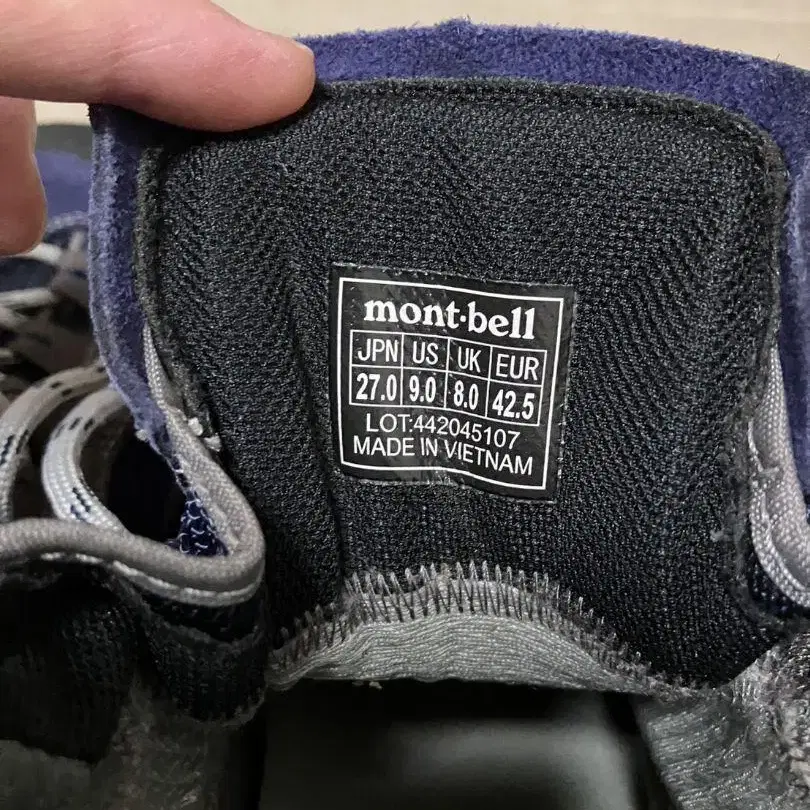 mont·bell
JPN US UK EUR
27.0 9.0 8.0 42.5
LOT:442045107
MADE IN VIETNAM